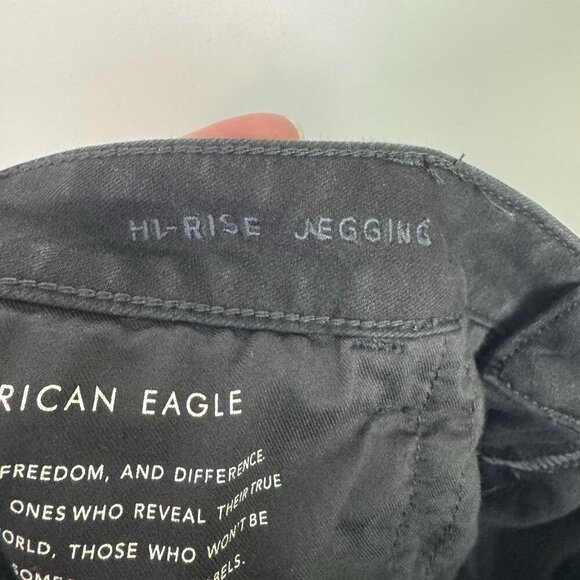 HI-RISE JEGGING
RICAN EAGLE
FREEDOM, AND DIFFERENCE.
ONES WHO REVEAL THEIR TRUE
ORLD, THOSE WHO WON'T BE
SOME BELS.